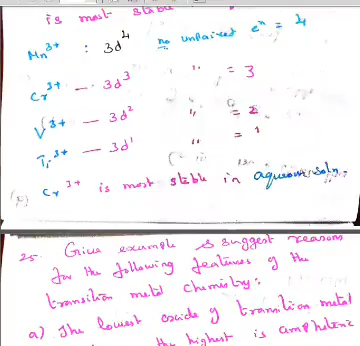 is most stable
Mn³⁺ : 3d⁴ no unpaired eⁿ = 4
Cr³⁺ — 3d³ " = 3
V³⁺ — 3d² " = 2
Ti³⁺ — 3d¹ " = 1
Cr³⁺ is most stable in aqueous soln.
25. Give example & suggest reasons
for the following features of the
transition metal chemistry:
a) The lowest oxide of transition metal
the highest is amphoteric